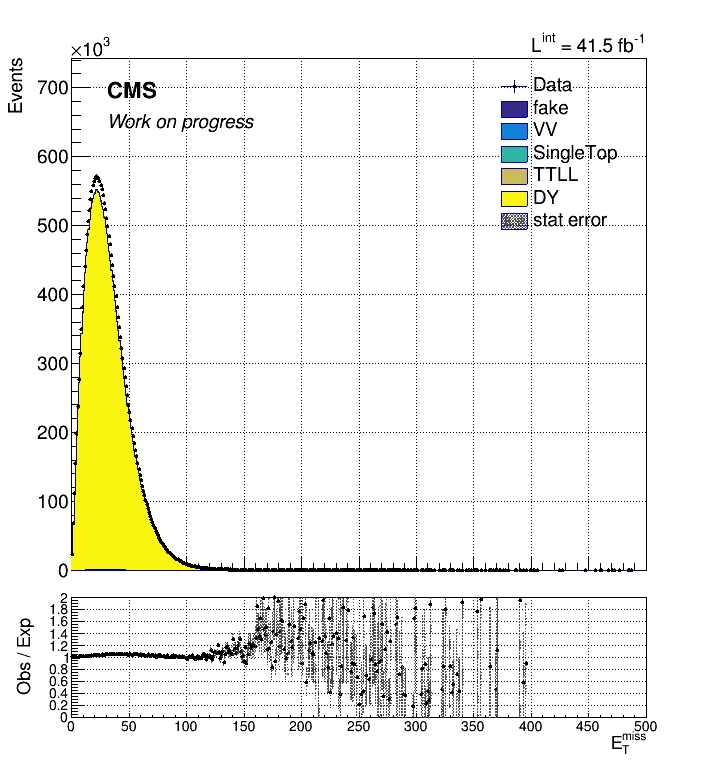 ×10³
L^int = 41.5 fb⁻¹
Events
700
600
500
400
300
200
100
0
CMS
Work on progress
Data
fake
VV
SingleTop
TTLL
DY
stat error
Obs / Exp
2
1.8
1.6
1.4
1.2
1
0.8
0.6
0.4
0.2
0
0 50 100 150 200 250 300 350 400 450 500
E_T^miss